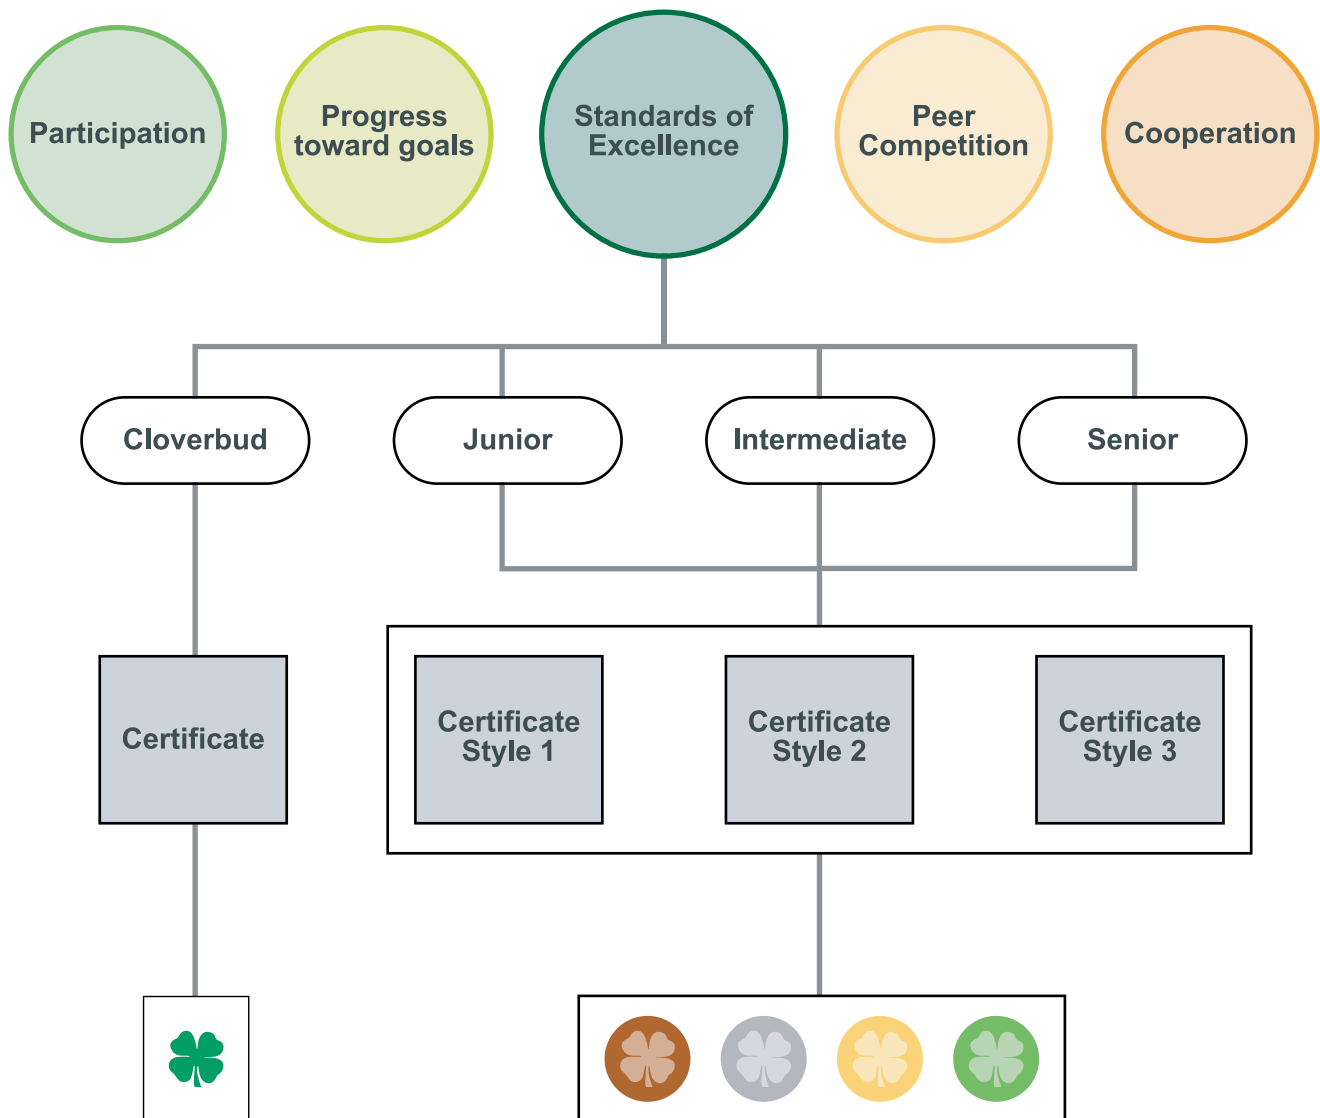 Participation
Progress
toward goals
Standards of
Excellence
Peer
Competition
Cooperation
Cloverbud
Junior
Intermediate
Senior
Certificate
Certificate
Style 1
Certificate
Style 2
Certificate
Style 3